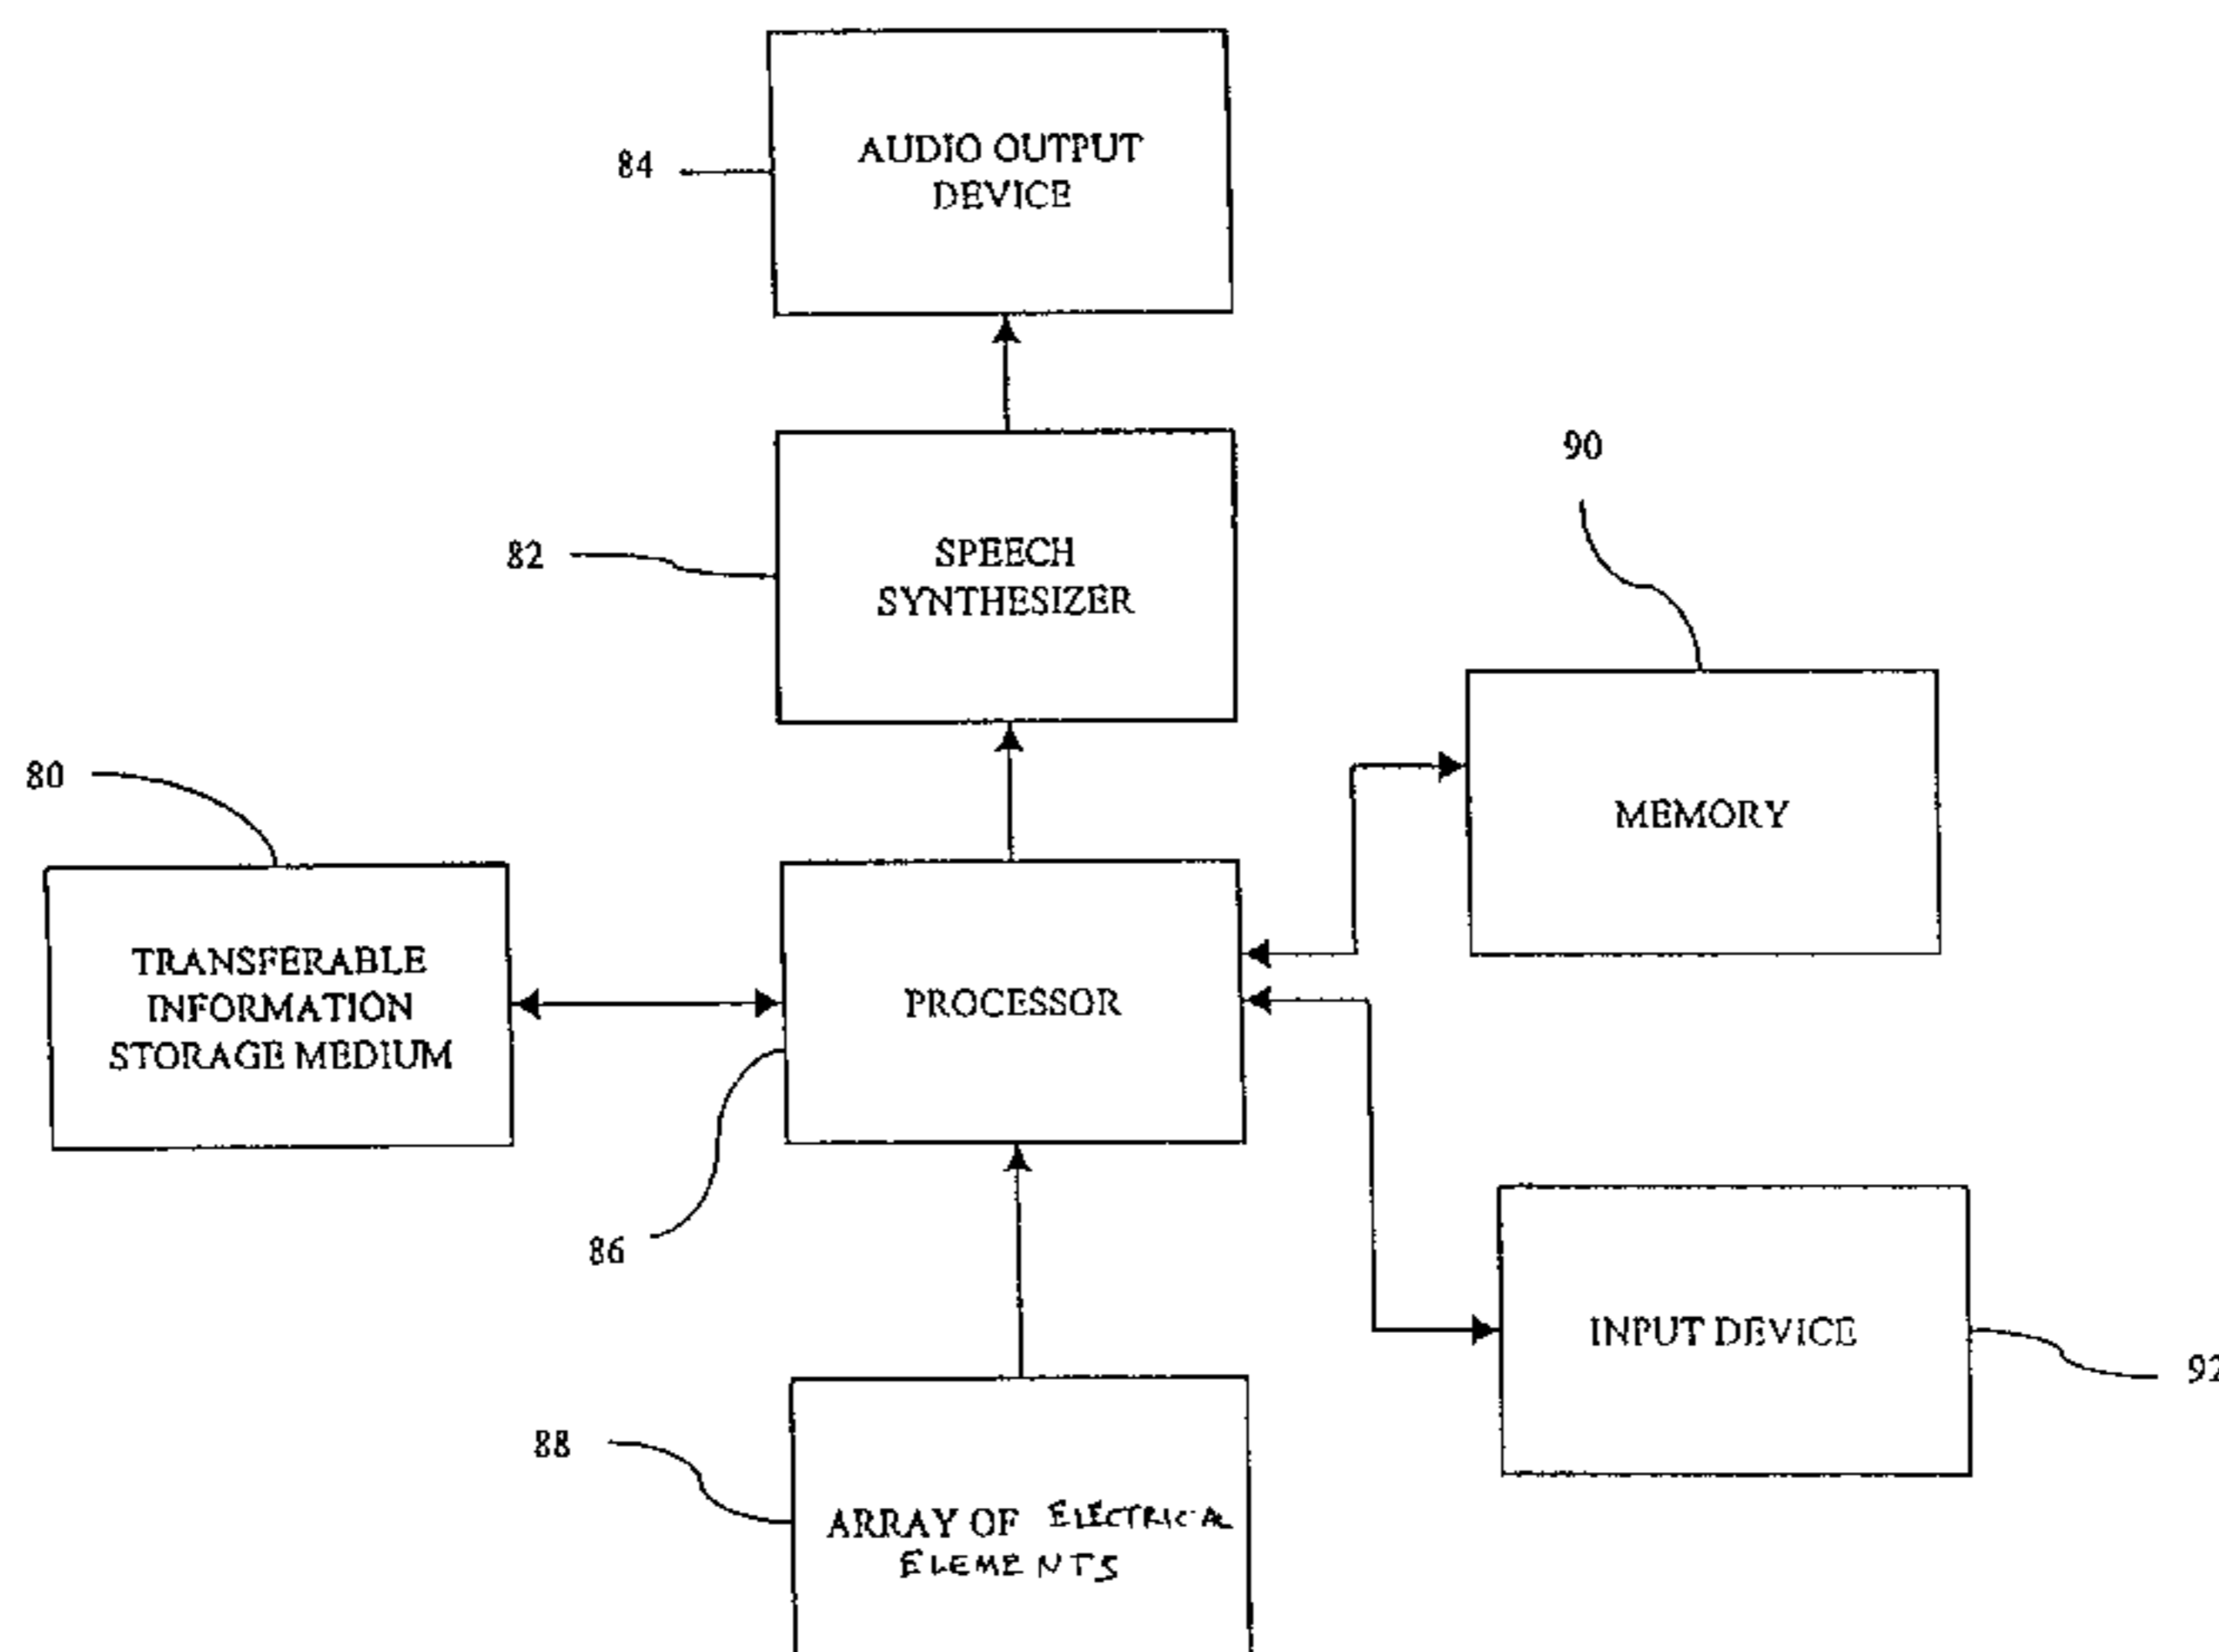 AUDIO OUTPUT
DEVICE
84
SPEECH
SYNTHESIZER
82
90
MEMORY
80
TRANSFERABLE
INFORMATION
STORAGE MEDIUM
PROCESSOR
86
INPUT DEVICE
92
88
ARRAY OF ELECTRICAL
ELEMENTS